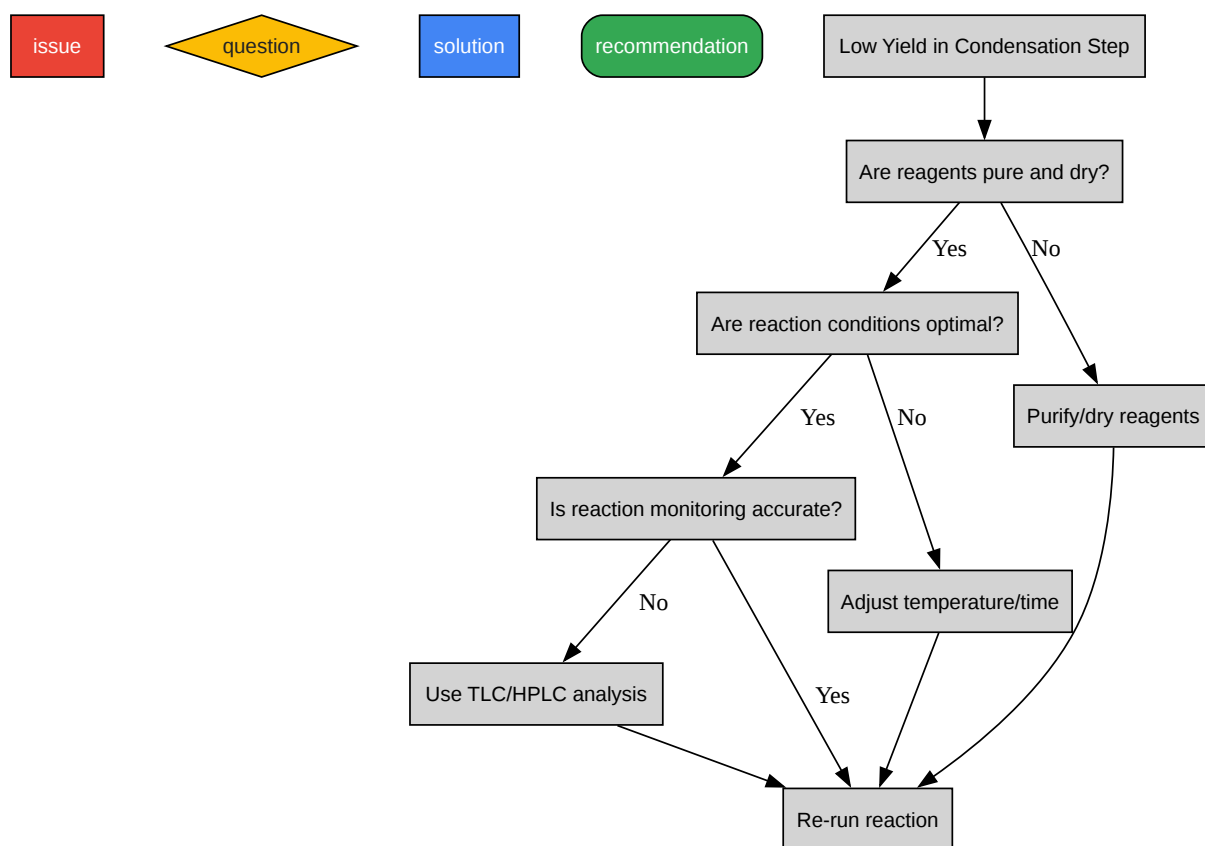 issue
question
solution
recommendation
Low Yield in Condensation Step
Are reagents pure and dry?
Yes
No
Are reaction conditions optimal?
Purify/dry reagents
Yes
No
Is reaction monitoring accurate?
Adjust temperature/time
No
Use TLC/HPLC analysis
Yes
Re-run reaction